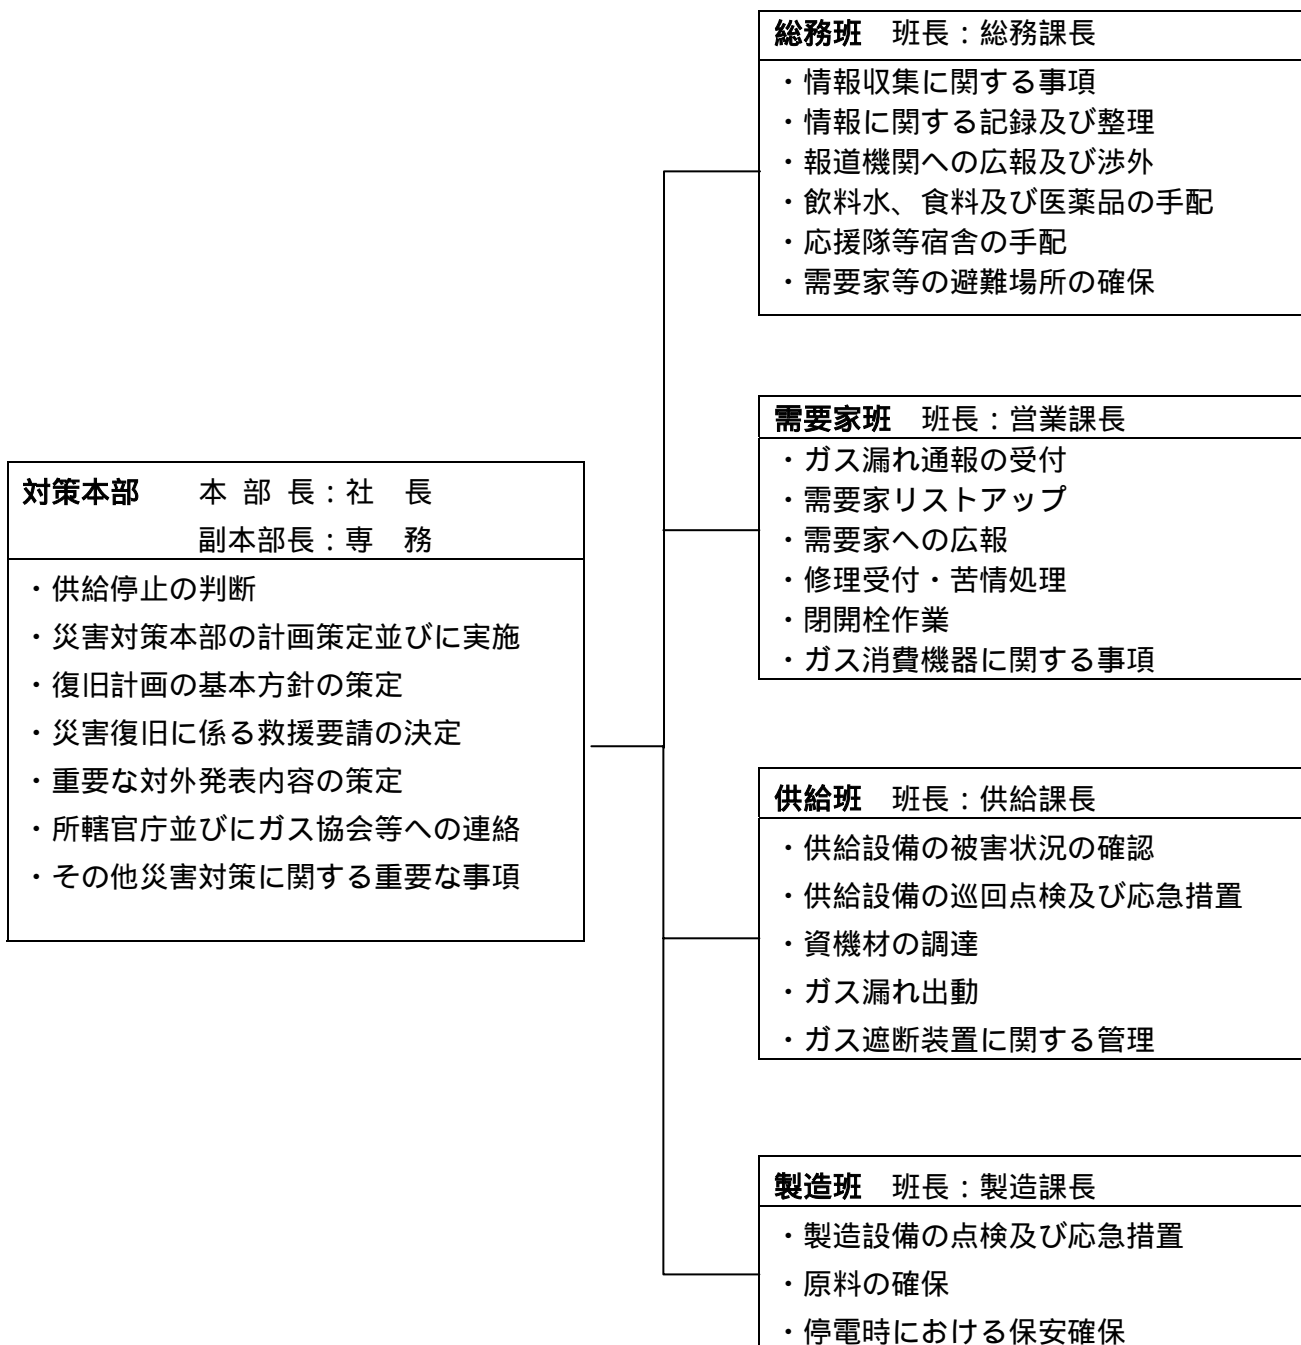 総務班　班長：総務課長
・情報収集に関する事項
・情報に関する記録及び整理
・報道機関への広報及び渉外
・飲料水、食料及び医薬品の手配
・応援隊等宿舎の手配
・需要家等の避難場所の確保
需要家班　班長：営業課長
・ガス漏れ通報の受付
・需要家リストアップ
・需要家への広報
・修理受付・苦情処理
・閉開栓作業
・ガス消費機器に関する事項
対策本部　　本 部 長：社　長
副本部長：専　務
・供給停止の判断
・災害対策本部の計画策定並びに実施
・復旧計画の基本方針の策定
・災害復旧に係る救援要請の決定
・重要な対外発表内容の策定
・所轄官庁並びにガス協会等への連絡
・その他災害対策に関する重要な事項
供給班　班長：供給課長
・供給設備の被害状況の確認
・供給設備の巡回点検及び応急措置
・資機材の調達
・ガス漏れ出動
・ガス遮断装置に関する管理
製造班　班長：製造課長
・製造設備の点検及び応急措置
・原料の確保
・停電時における保安確保